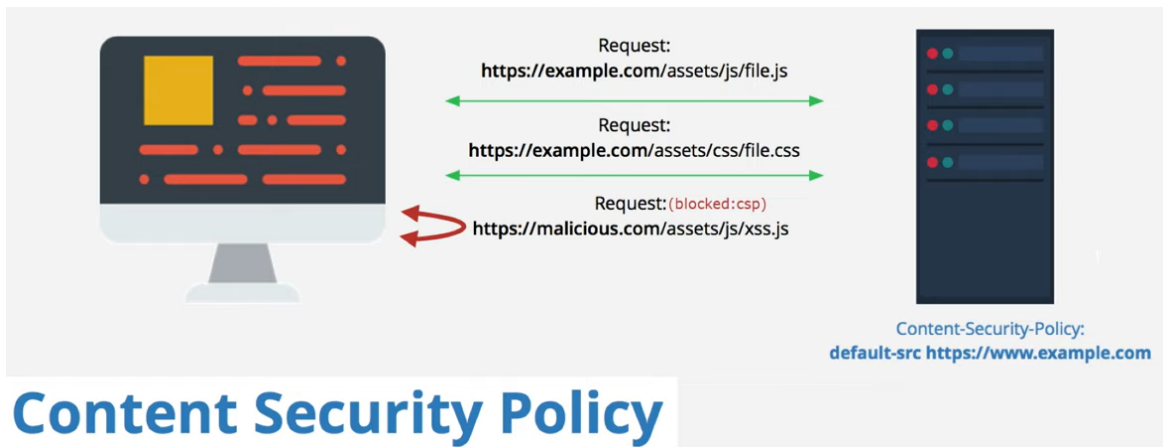 Request:
https://example.com/assets/js/file.js
Request:
https://example.com/assets/css/file.css
Request:(blocked:csp)
https://malicious.com/assets/js/xss.js
Content-Security-Policy:
default-src https://www.example.com
Content Security Policy